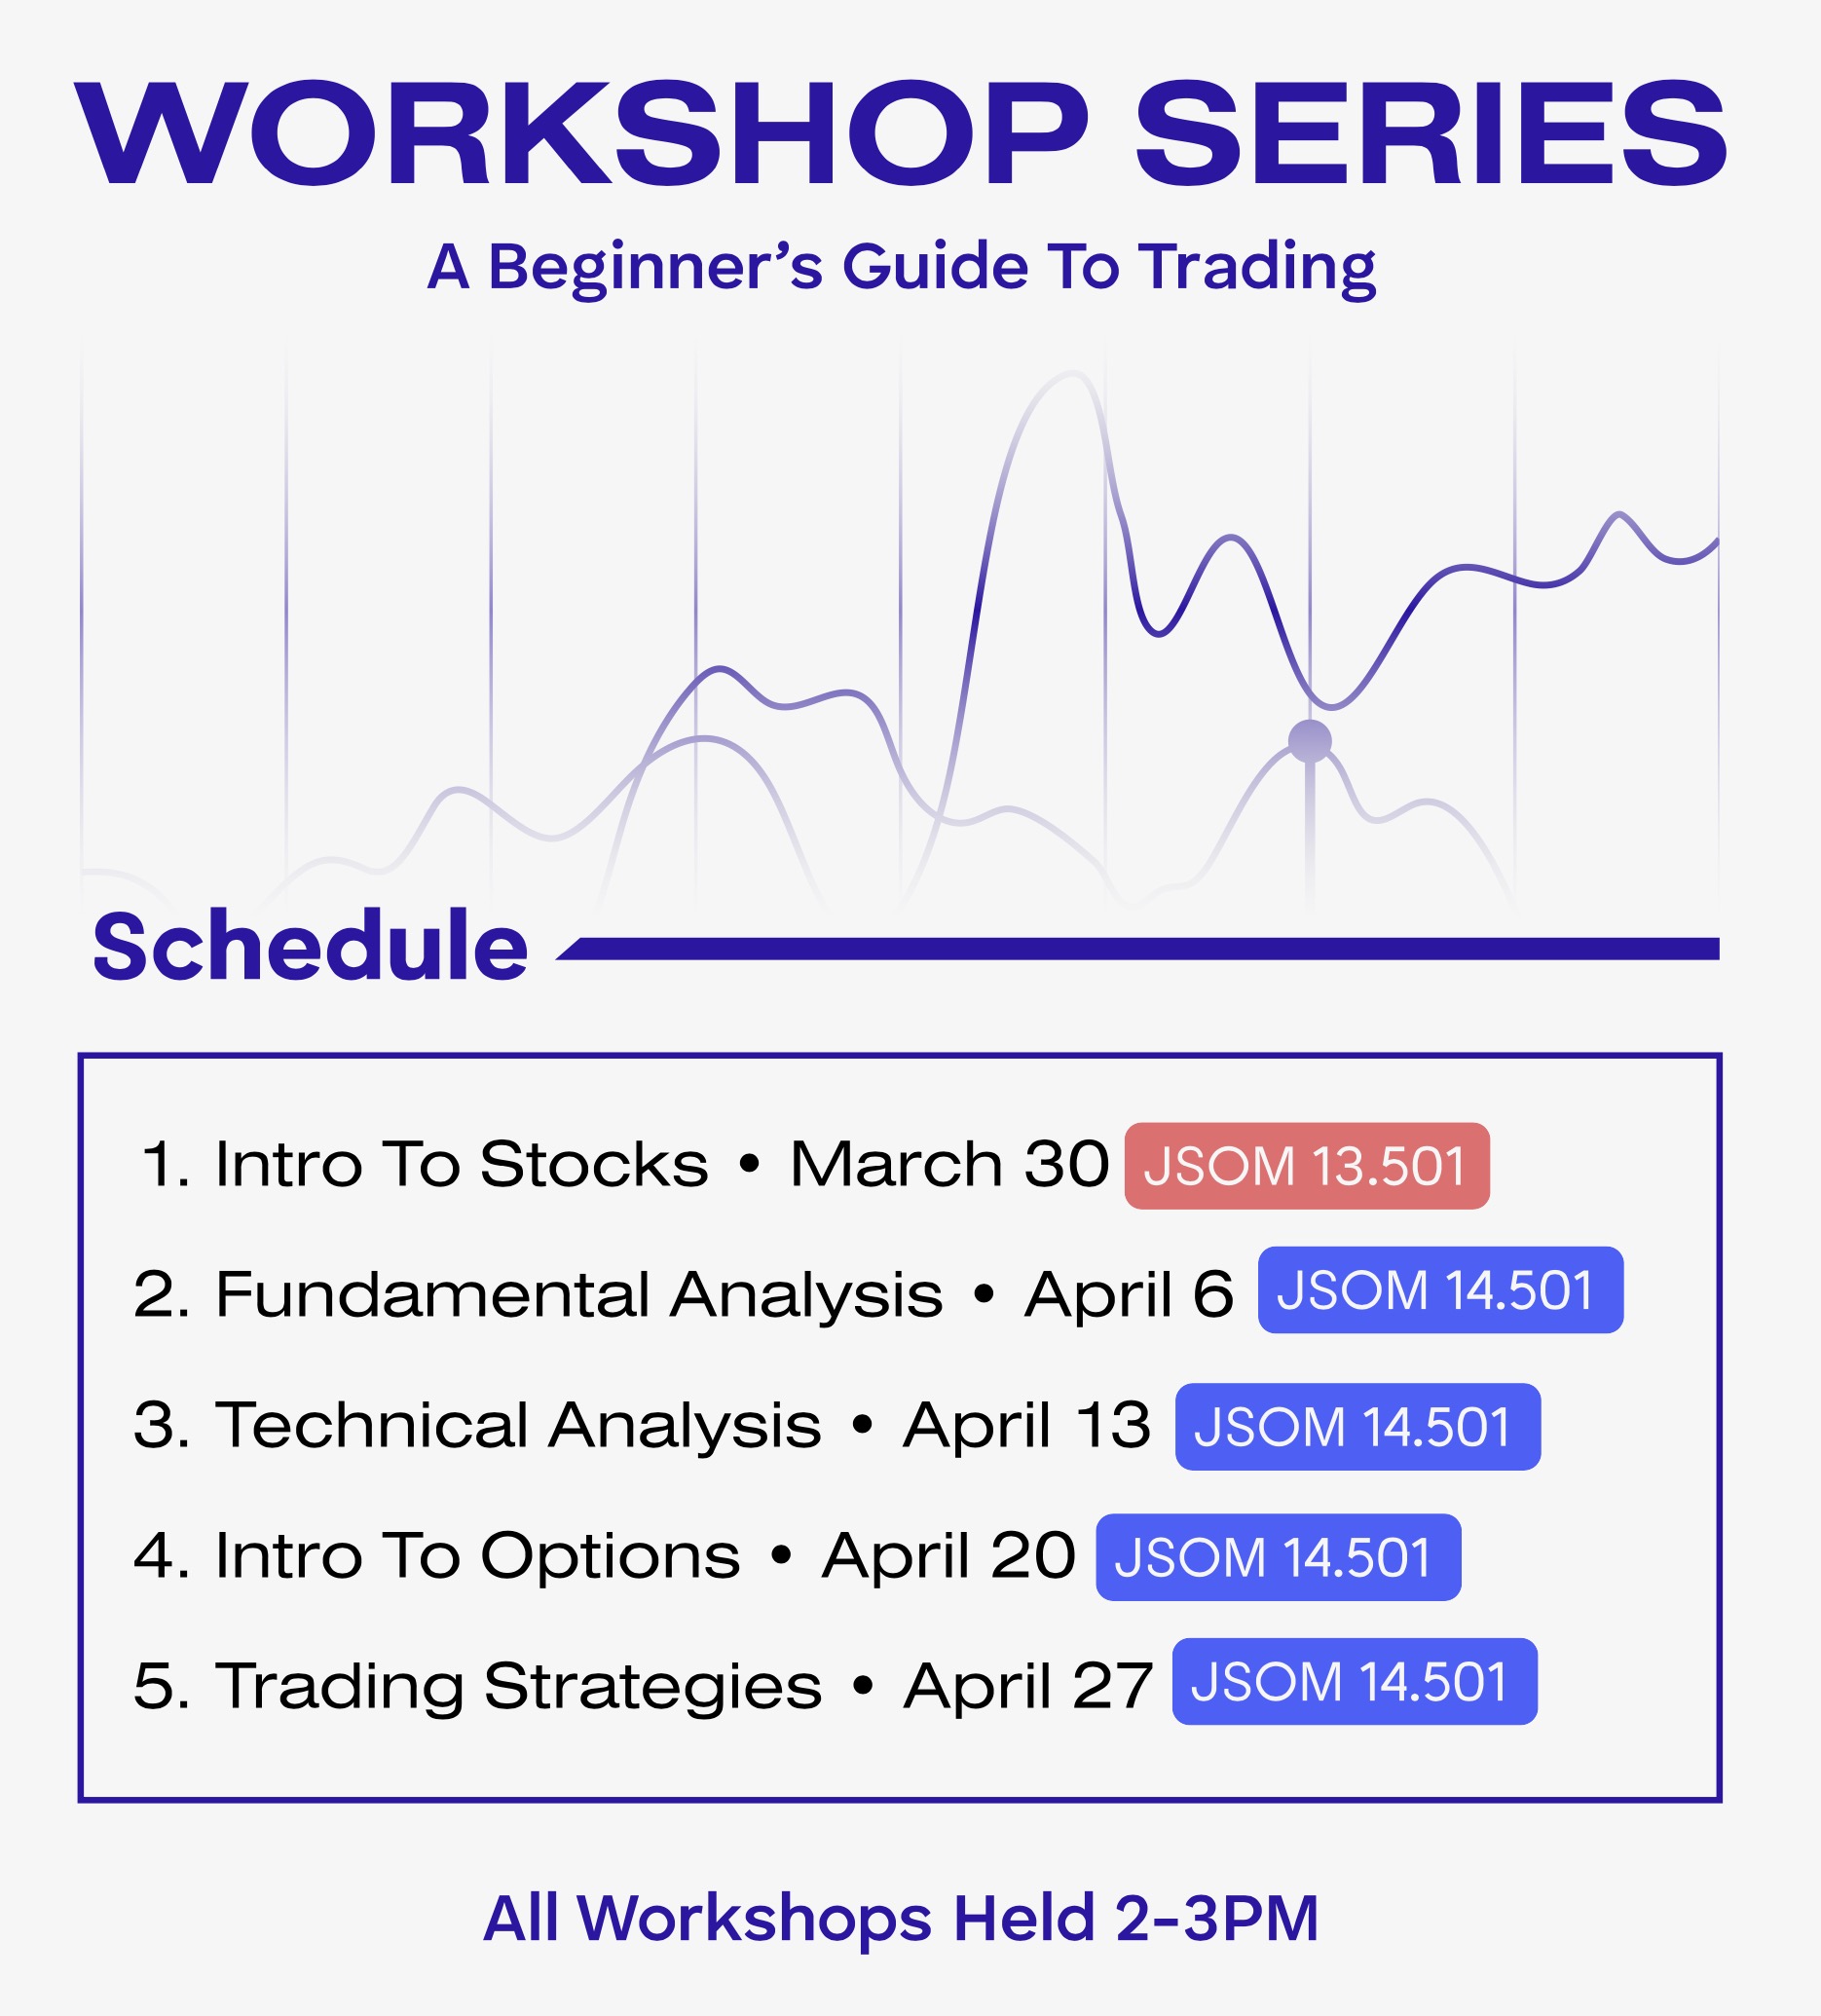 WORKSHOP SERIES
A Beginner’s Guide To Trading
Schedule
1. Intro To Stocks • March 30 JSOM 13.501
2. Fundamental Analysis • April 6 JSOM 14.501
3. Technical Analysis • April 13 JSOM 14.501
4. Intro To Options • April 20 JSOM 14.501
5. Trading Strategies • April 27 JSOM 14.501
All Workshops Held 2-3PM